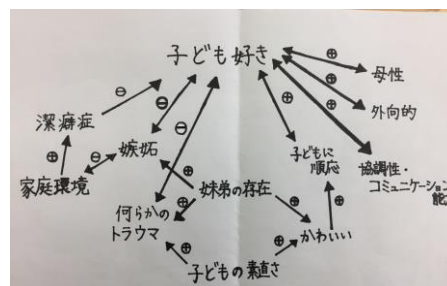 子ども好き
⊕
⊕
⊕
⊕
⊖
⊖
⊖
母性
外向的
潔癖症
嫉妬
子どもに
順応
協調性・
コミュニケーション
⊕
⊖
家庭環境
妹弟の存在
⊕
⊕
⊕
⊕
何らかの
トラウマ
かわいい
⊕
⊕
子どもの素直さ